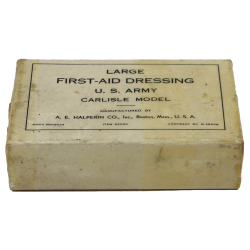 LARGE
FIRST-AID DRESSING
U. S. ARMY
CARLISLE MODEL
MANUFACTURED BY
A. E. HALPERIN CO., Inc., Boston, Mass., U. S. A.